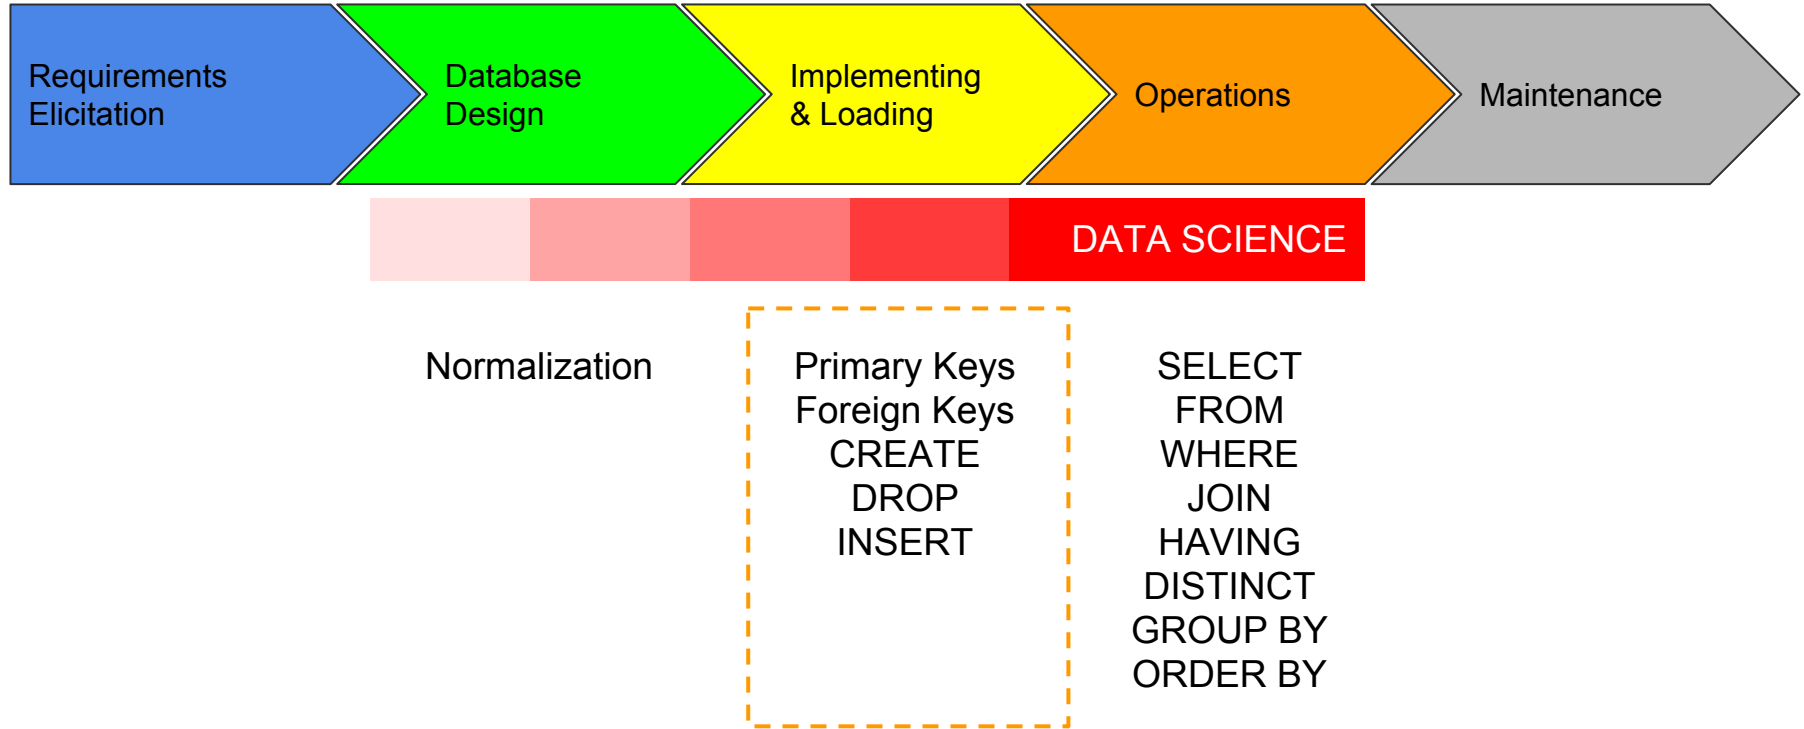 Requirements
Elicitation
Database
Design
Implementing
& Loading
Operations
Maintenance
DATA SCIENCE
Normalization
Primary Keys
Foreign Keys
CREATE
DROP
INSERT
SELECT
FROM
WHERE
JOIN
HAVING
DISTINCT
GROUP BY
ORDER BY